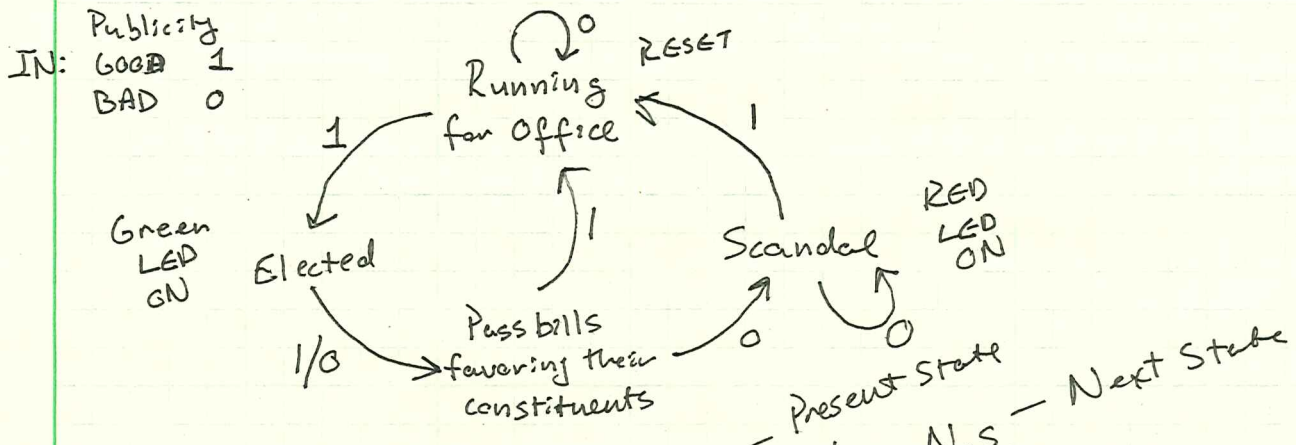 Publicity
IN: GOOD 1
BAD 0
0
RESET
Running
for Office
1
1
1
Green
LED
ON
Elected
Scandal
RED
LED
ON
1/0
Pass bills
favoring their
constituents
0
0
— Present State
N.S — Next State